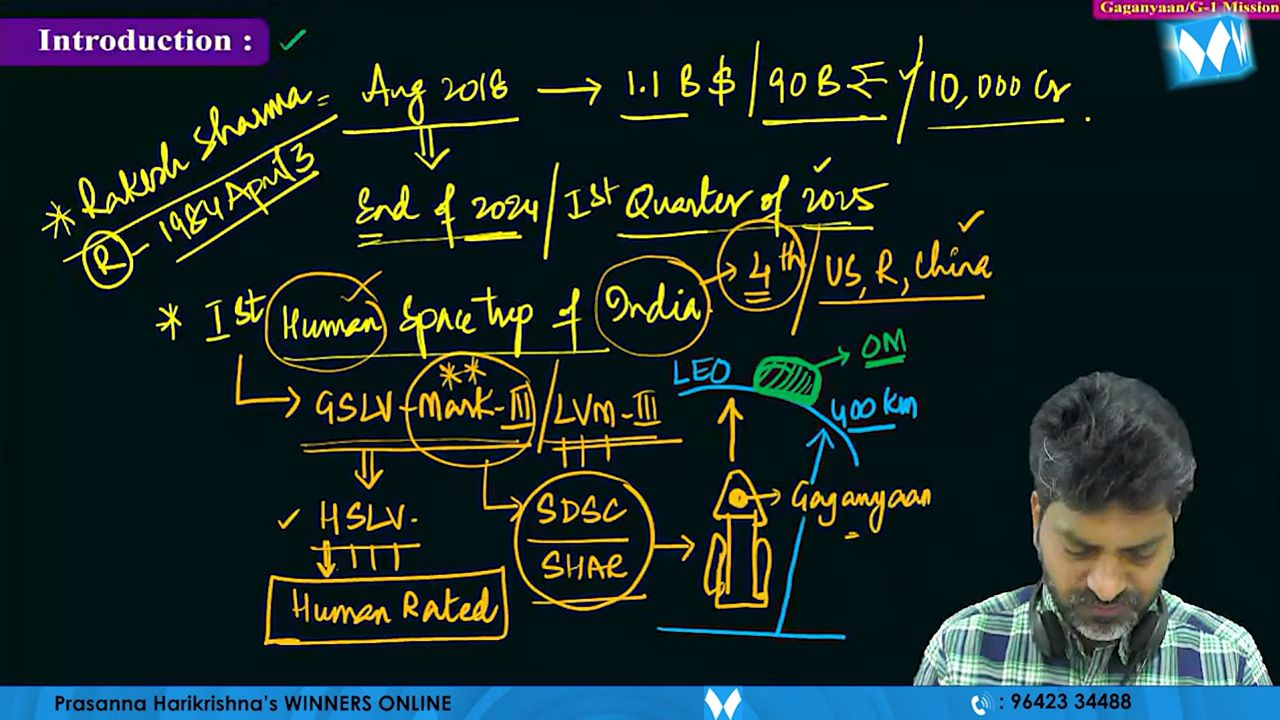 Gaganyaan/G-1 Mission
Introduction :
Aug 2018 → 1.1 B $ / 90 B ₹ / 10,000 Cr.
* Rakesh Sharma =
R - 1984 April 3
End of 2024 / Ist Quarter of 2025
* Ist Human Space trip of India → 4th / US, R, China
GSLV - Mark - III / LVM - III
**
LEO
OM
400 km
HSLV.
SDSC
SHAR
Gaganyaan
Human Rated
Prasanna Harikrishna's WINNERS ONLINE
: 96423 34488